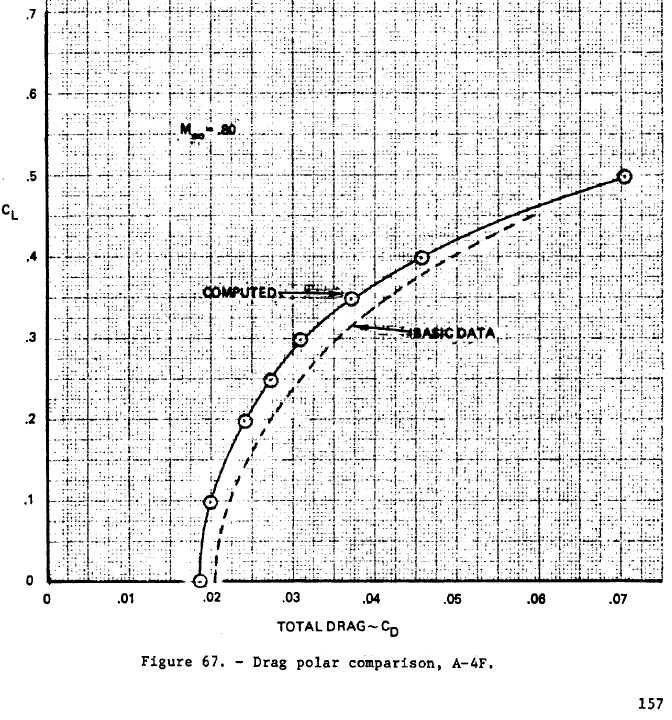 .7
.6
M∞ = .80
.5
CL
.4
COMPUTED
.3
BASIC DATA
.2
.1
0
0 .01 .02 .03 .04 .05 .06 .07
TOTAL DRAG~CD
Figure 67. - Drag polar comparison, A-4F.
157